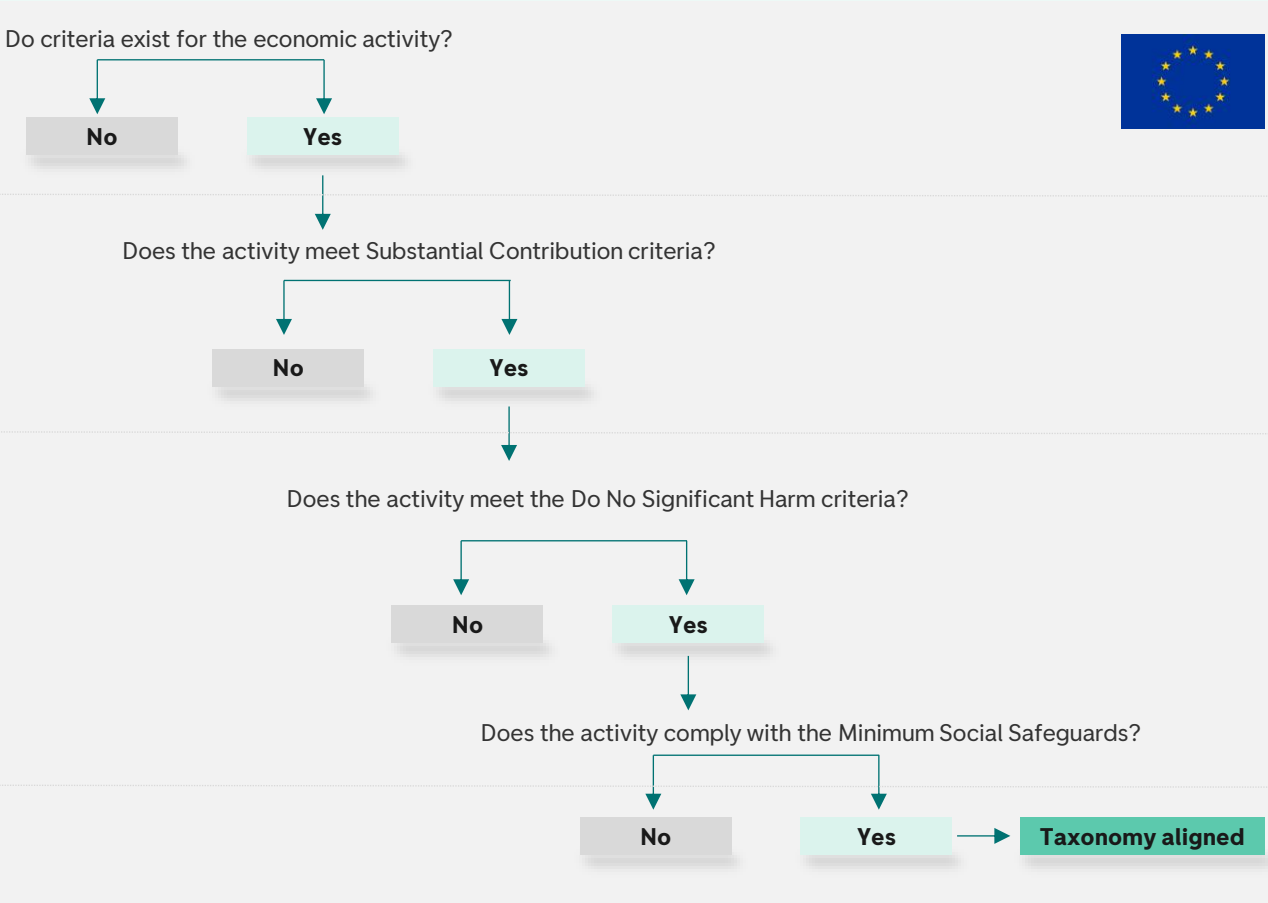 Do criteria exist for the economic activity?
No
Yes
Does the activity meet Substantial Contribution criteria?
No
Yes
Does the activity meet the Do No Significant Harm criteria?
No
Yes
Does the activity comply with the Minimum Social Safeguards?
No
Yes
Taxonomy aligned